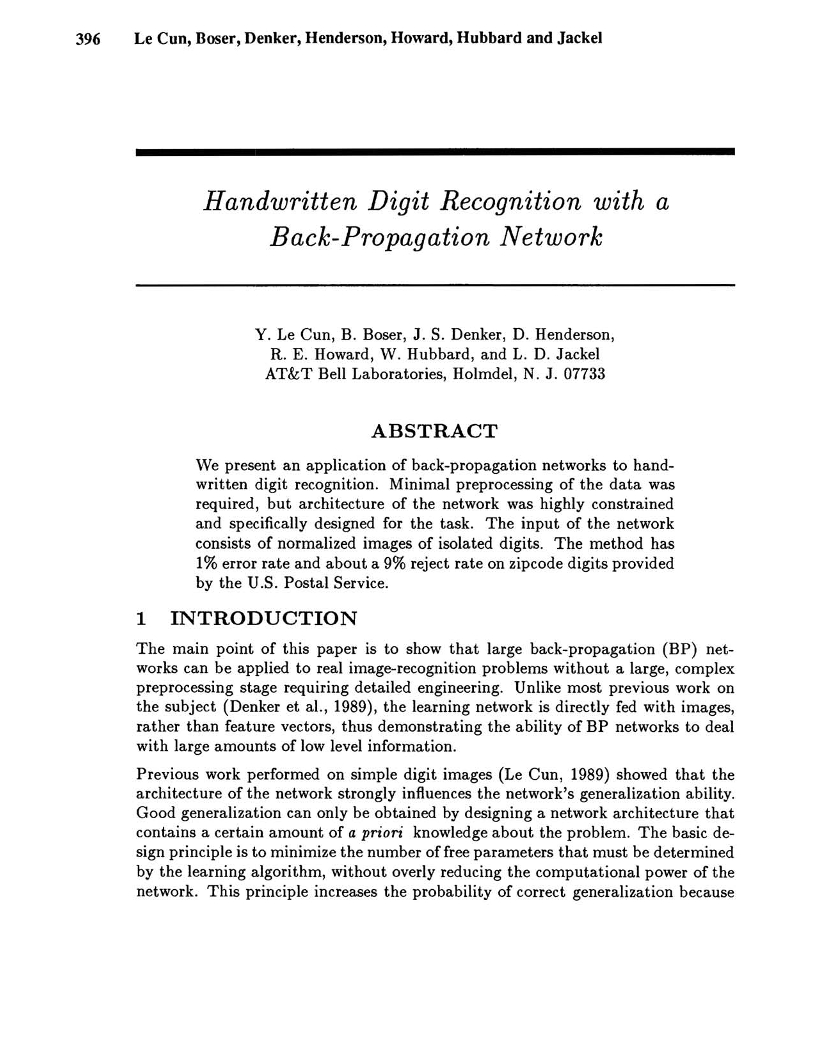 396 Le Cun, Boser, Denker, Henderson, Howard, Hubbard and Jackel
Handwritten Digit Recognition with a
Back-Propagation Network
Y. Le Cun, B. Boser, J. S. Denker, D. Henderson,
R. E. Howard, W. Hubbard, and L. D. Jackel
AT&T Bell Laboratories, Holmdel, N. J. 07733
ABSTRACT
We present an application of back-propagation networks to hand-
written digit recognition. Minimal preprocessing of the data was
required, but architecture of the network was highly constrained
and specifically designed for the task. The input of the network
consists of normalized images of isolated digits. The method has
1% error rate and about a 9% reject rate on zipcode digits provided
by the U.S. Postal Service.
1 INTRODUCTION
The main point of this paper is to show that large back-propagation (BP) net-
works can be applied to real image-recognition problems without a large, complex
preprocessing stage requiring detailed engineering. Unlike most previous work on
the subject (Denker et al., 1989), the learning network is directly fed with images,
rather than feature vectors, thus demonstrating the ability of BP networks to deal
with large amounts of low level information.
Previous work performed on simple digit images (Le Cun, 1989) showed that the
architecture of the network strongly influences the network's generalization ability.
Good generalization can only be obtained by designing a network architecture that
contains a certain amount of a priori knowledge about the problem. The basic de-
sign principle is to minimize the number of free parameters that must be determined
by the learning algorithm, without overly reducing the computational power of the
network. This principle increases the probability of correct generalization because